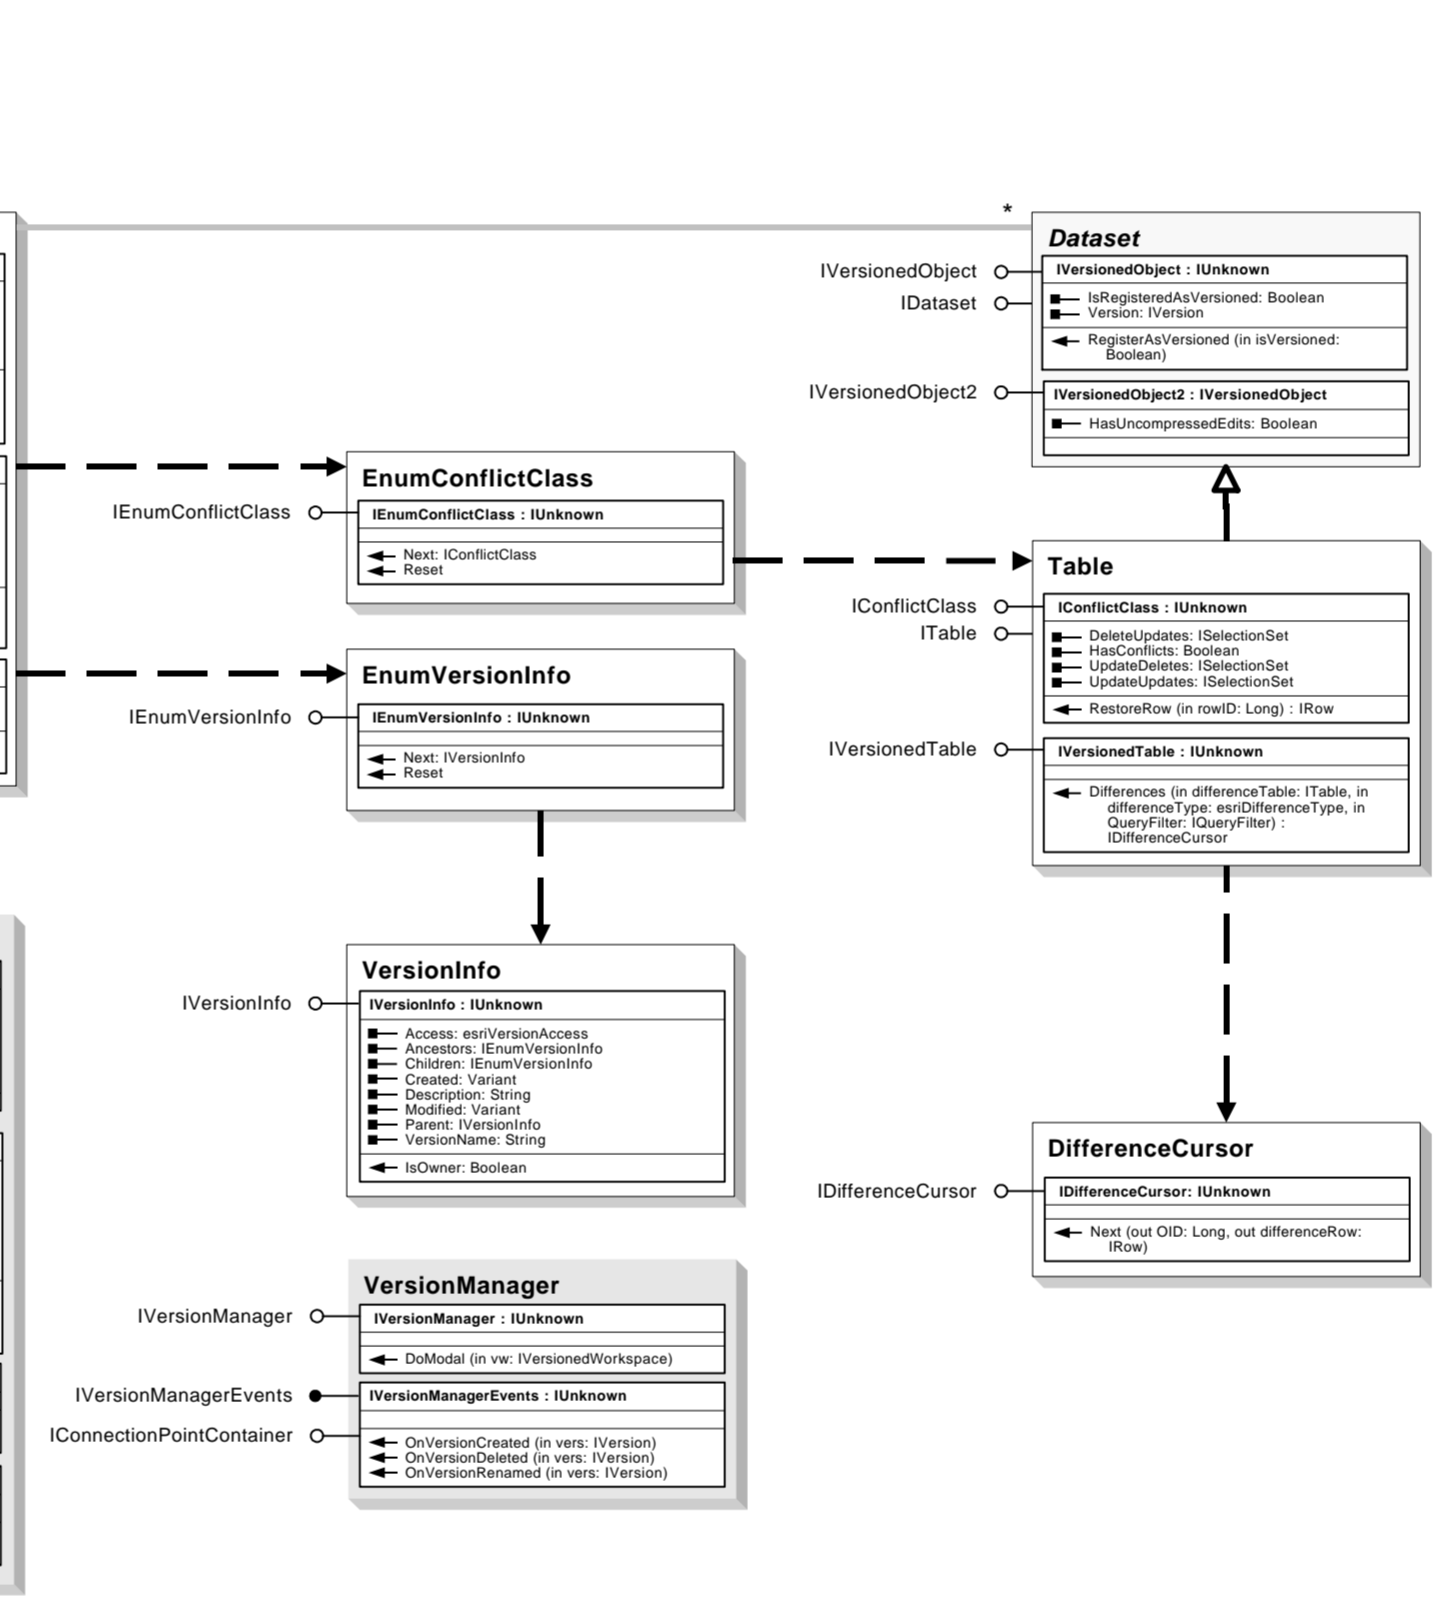 *
Dataset
IVersionedObject
IVersionedObject : IUnknown
IDataset
IsRegisteredAsVersioned: Boolean
Version: IVersion
RegisterAsVersioned (in isVersioned:
Boolean)
IVersionedObject2
IVersionedObject2 : IVersionedObject
HasUncompressedEdits: Boolean
EnumConflictClass
IEnumConflictClass
IEnumConflictClass : IUnknown
Next: IConflictClass
Reset
Table
IConflictClass
IConflictClass : IUnknown
ITable
DeleteUpdates: ISelectionSet
HasConflicts: Boolean
UpdateDeletes: ISelectionSet
UpdateUpdates: ISelectionSet
RestoreRow (in rowID: Long) : IRow
IVersionedTable
IVersionedTable : IUnknown
Differences (in differenceTable: ITable, in
differenceType: esriDifferenceType, in
QueryFilter: IQueryFilter) :
IDifferenceCursor
EnumVersionInfo
IEnumVersionInfo
IEnumVersionInfo : IUnknown
Next: IVersionInfo
Reset
VersionInfo
IVersionInfo
IVersionInfo : IUnknown
Access: esriVersionAccess
Ancestors: IEnumVersionInfo
Children: IEnumVersionInfo
Created: Variant
Description: String
Modified: Variant
Parent: IVersionInfo
VersionName: String
IsOwner: Boolean
DifferenceCursor
IDifferenceCursor
IDifferenceCursor: IUnknown
Next (out OID: Long, out differenceRow:
IRow)
VersionManager
IVersionManager
IVersionManager : IUnknown
DoModal (in vw: IVersionedWorkspace)
IVersionManagerEvents
IVersionManagerEvents : IUnknown
IConnectionPointContainer
OnVersionCreated (in vers: IVersion)
OnVersionDeleted (in vers: IVersion)
OnVersionRenamed (in vers: IVersion)